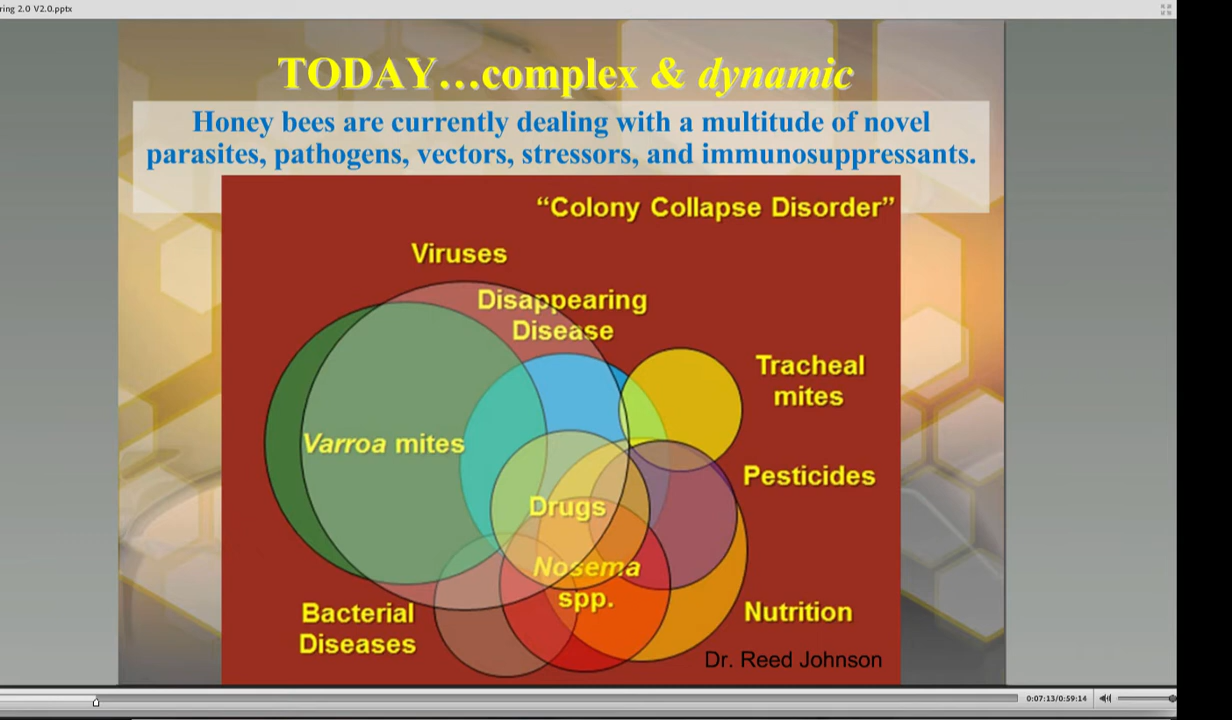 ring 2.0 V2.0.pptx
TODAY…complex & dynamic
Honey bees are currently dealing with a multitude of novel
parasites, pathogens, vectors, stressors, and immunosuppressants.
“Colony Collapse Disorder”
Viruses
Disappearing
Disease
Tracheal
mites
Varroa mites
Pesticides
Drugs
Nosema
spp.
Bacterial
Diseases
Nutrition
Dr. Reed Johnson
0:07:13/0:59:14